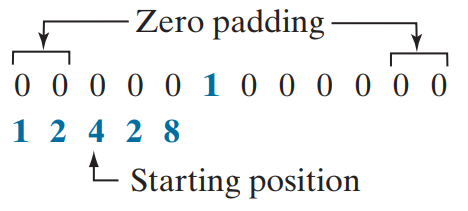 Zero padding
0 0 0 0 0 1 0 0 0 0 0 0
1 2 4 2 8
Starting position